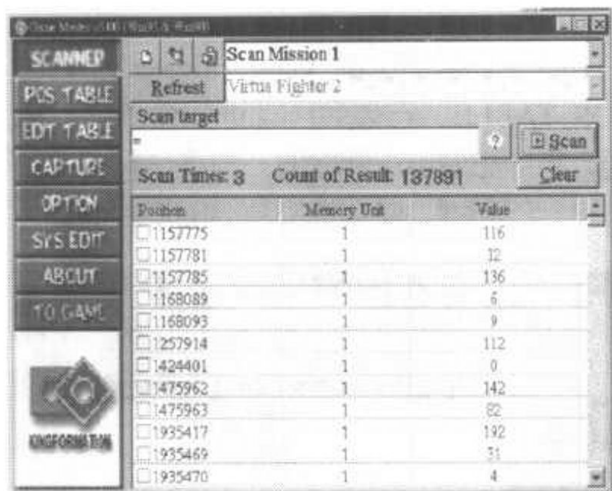 SCANNER
Scan Mission 1
POS TABLE
Refrest
Virtua Fighter 2
EDIT TABLE
Scan target
=
?
Scan
CAPTURE
Scan Times: 3 Count of Result: 137891
Clear
OPTION
Position Memory Unit Value
SYS EDIT
ABOUT
TO GAME
1157775 1 116
1157781 1 12
1157785 1 136
1168089 1 6
1168093 1 9
1257914 1 112
1424401 1 0
1475962 1 142
1475963 1 82
1935417 1 192
1935469 1 31
1935470 1 4
KINGFORMATION